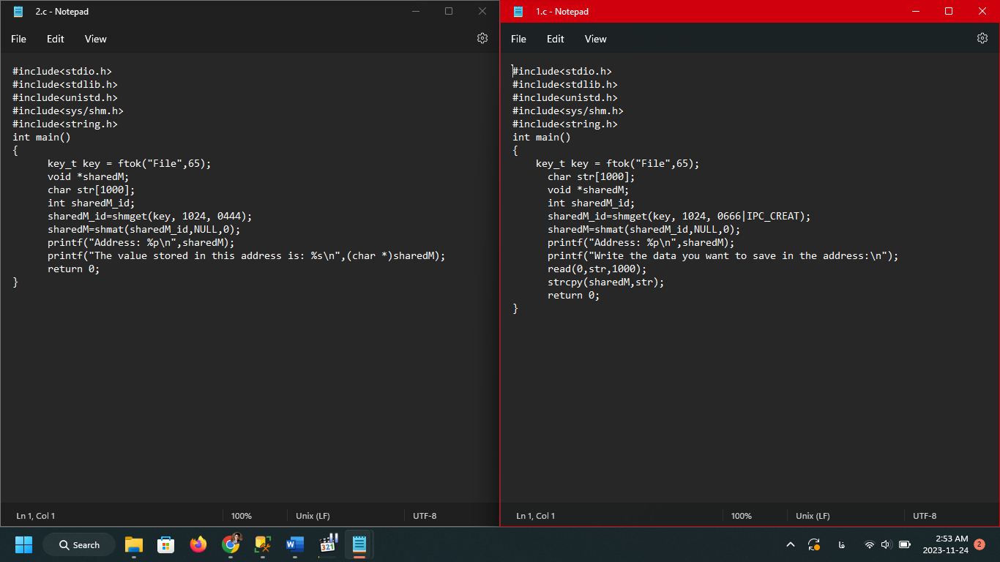 2.c - Notepad
File Edit View
#include<stdio.h>
#include<stdlib.h>
#include<unistd.h>
#include<sys/shm.h>
#include<string.h>
int main()
{
      key_t key = ftok("File",65);
      void *sharedM;
      char str[1000];
      int sharedM_id;
      sharedM_id=shmget(key, 1024, 0444);
      sharedM=shmat(sharedM_id,NULL,0);
      printf("Address: %p\n",sharedM);
      printf("The value stored in this address is: %s\n",(char *)sharedM);
      return 0;
}
Ln 1, Col 1 100% Unix (LF) UTF-8
1.c - Notepad
File Edit View
#include<stdio.h>
#include<stdlib.h>
#include<unistd.h>
#include<sys/shm.h>
#include<string.h>
int main()
{
    key_t key = ftok("File",65);
      char str[1000];
      void *sharedM;
      int sharedM_id;
      sharedM_id=shmget(key, 1024, 0666|IPC_CREAT);
      sharedM=shmat(sharedM_id,NULL,0);
      printf("Address: %p\n",sharedM);
      printf("Write the data you want to save in the address:\n");
      read(0,str,1000);
      strcpy(sharedM,str);
      return 0;
}
Ln 1, Col 1 100% Unix (LF) UTF-8
Search
321
فا
2:53 AM
2023-11-24
2